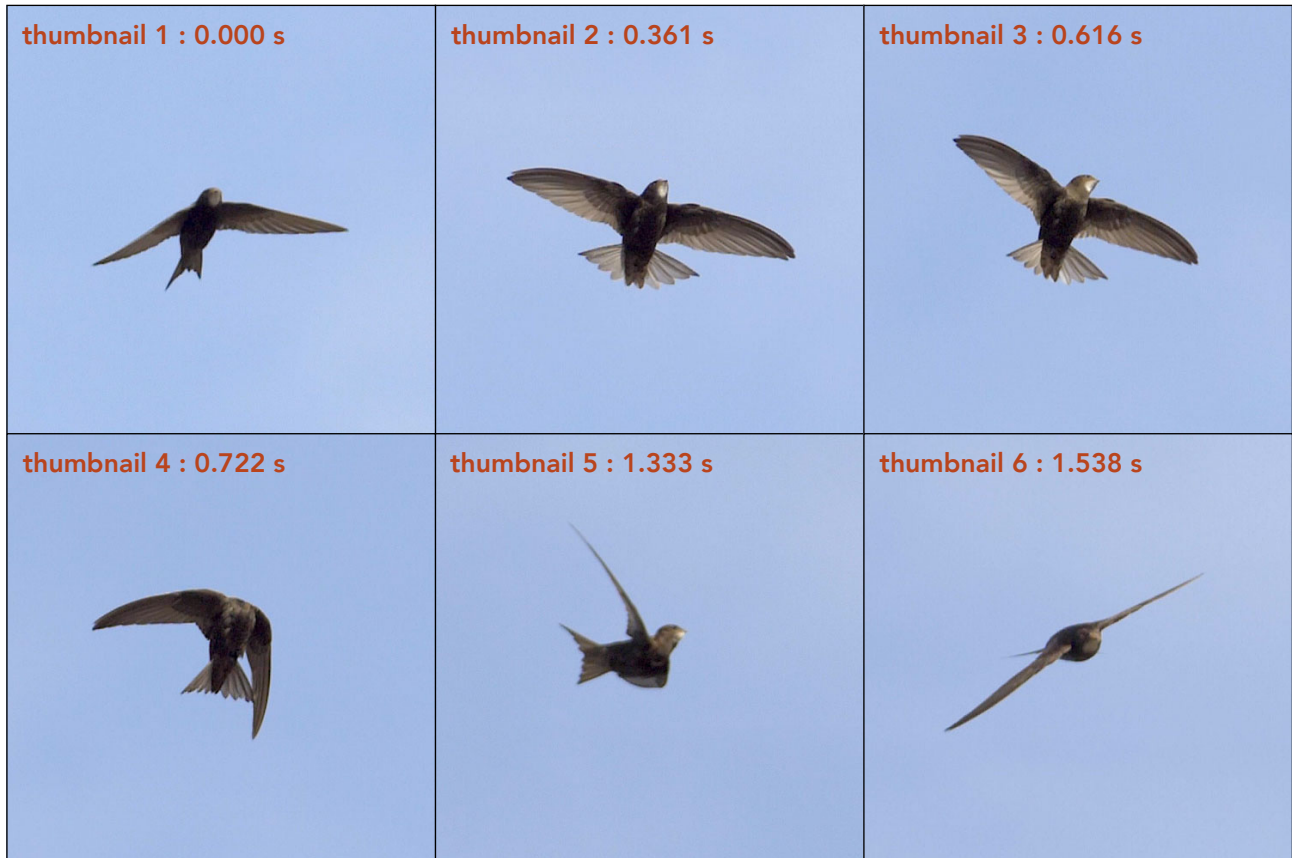 thumbnail 1 : 0.000 s
thumbnail 2 : 0.361 s
thumbnail 3 : 0.616 s
thumbnail 4 : 0.722 s
thumbnail 5 : 1.333 s
thumbnail 6 : 1.538 s